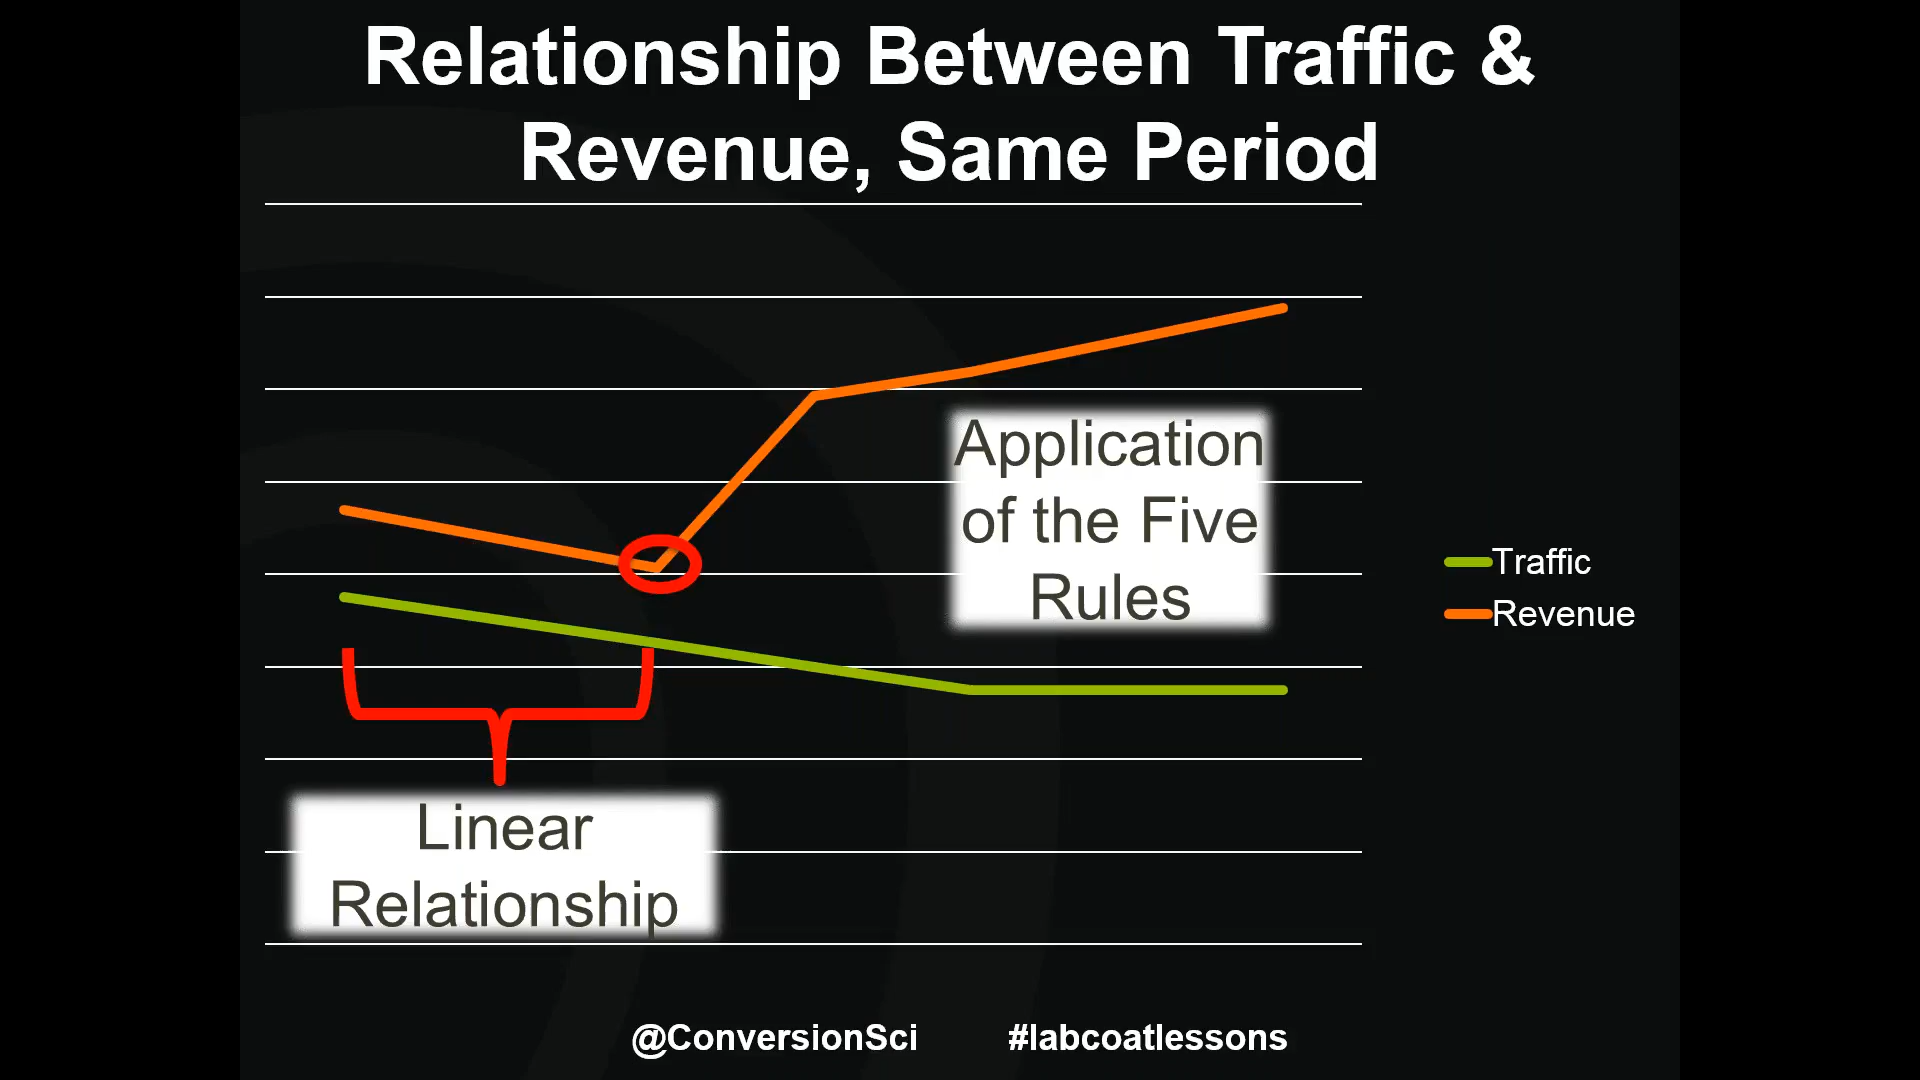 Relationship Between Traffic &
Revenue, Same Period
Application
of the Five
Rules
Traffic
Revenue
Linear
Relationship
@ConversionSci #labcoatlessons